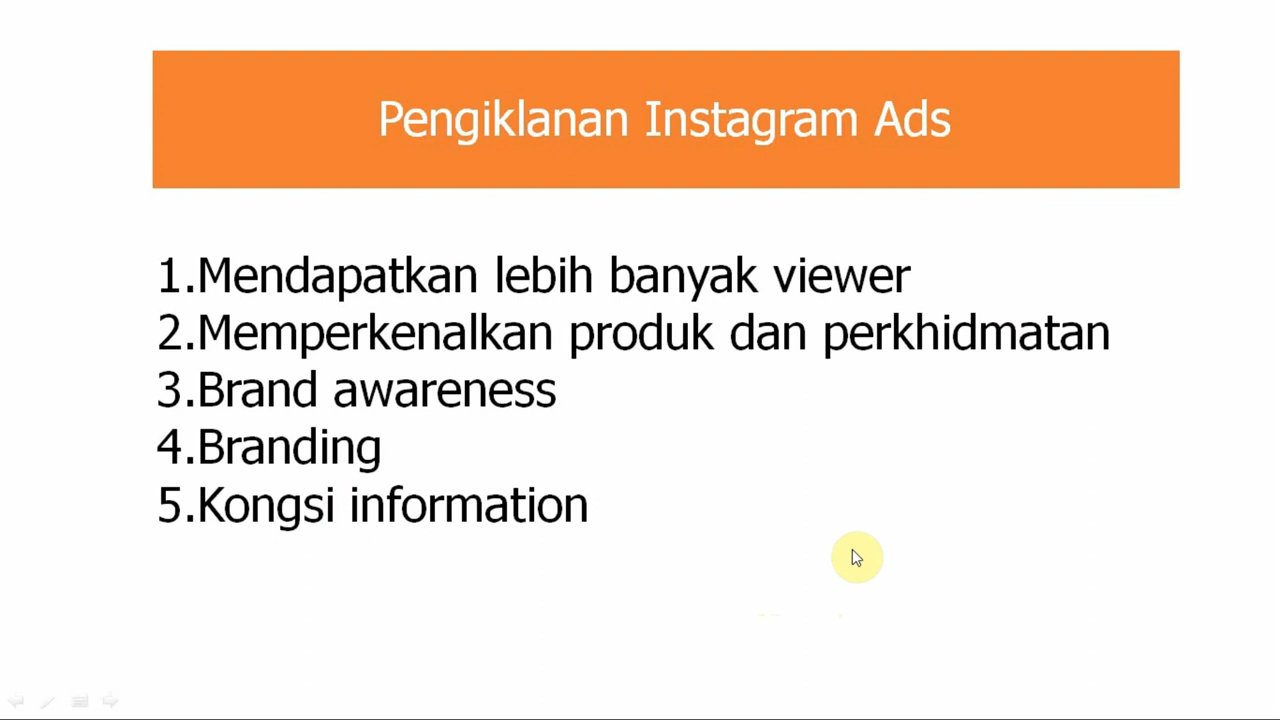 Pengiklanan Instagram Ads
1.Mendapatkan lebih banyak viewer
2.Memperkenalkan produk dan perkhidmatan
3.Brand awareness
4.Branding
5.Kongsi information